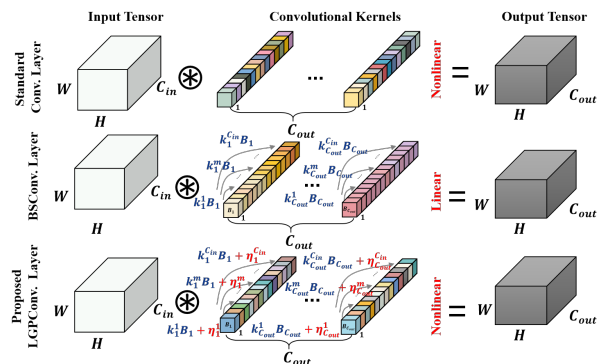 Input Tensor Convolutional Kernels Output Tensor
Standard Conv. Layer
W H C_in ⊛ 1 ... 1 C_out Nonlinear = C_out
BSConv. Layer
W H C_in ⊛ k_1^{C_in}B_1 k_1^m B_1 k_1^1 B_1 B_1 1 ... k_{C_out}^{C_in}B_{C_out} k_{C_out}^m B_{C_out} k_{C_out}^1 B_{C_out} 1 C_out Linear = W H C_out
Proposed LGPConv. Layer
W H C_in ⊛ k_1^{C_in}B_1 + η_1^{C_in} k_1^m B_1 + η_1^m k_1^1 B_1 + η_1^1 B_1 1 ... k_{C_out}^{C_in}B_{C_out} + η_{C_out}^{C_in} k_{C_out}^m B_{C_out} + η_{C_out}^m k_{C_out}^1 B_{C_out} + η_{C_out}^1 1 C_out Nonlinear = W H C_out